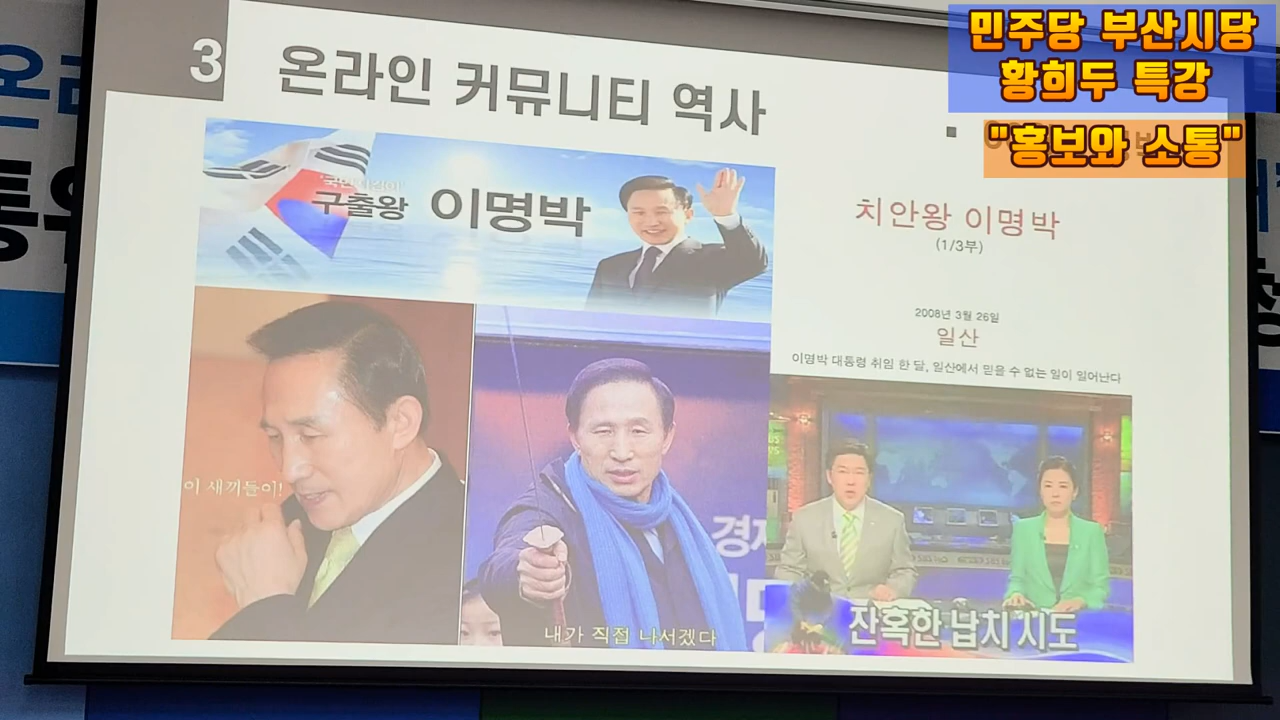 민주당 부산시당
황희두 특강
"홍보와 소통"
3
온라인 커뮤니티 역사
구출왕 이명박
치안왕 이명박
(1/3부)
2008년 3월 26일
일산
이명박 대통령 취임 한 달, 일산에서 믿을 수 없는 일이 일어난다
이 새끼들이!
내가 직접 나서겠다
잔혹한 납치 시도